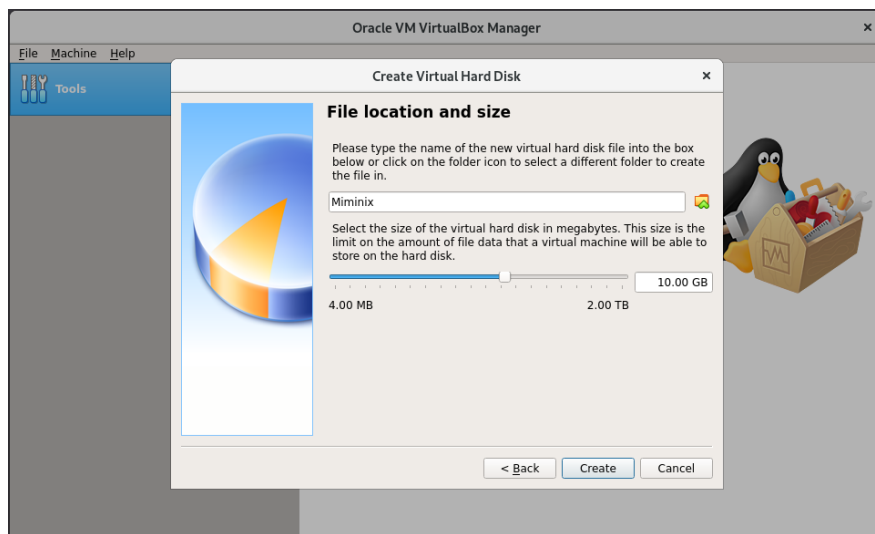 Oracle VM VirtualBox Manager
×
File Machine Help
Tools
Create Virtual Hard Disk
×
File location and size
Please type the name of the new virtual hard disk file into the box
below or click on the folder icon to select a different folder to create
the file in.
Miminix
Select the size of the virtual hard disk in megabytes. This size is the
limit on the amount of file data that a virtual machine will be able to
store on the hard disk.
10.00 GB
4.00 MB 2.00 TB
< Back Create Cancel